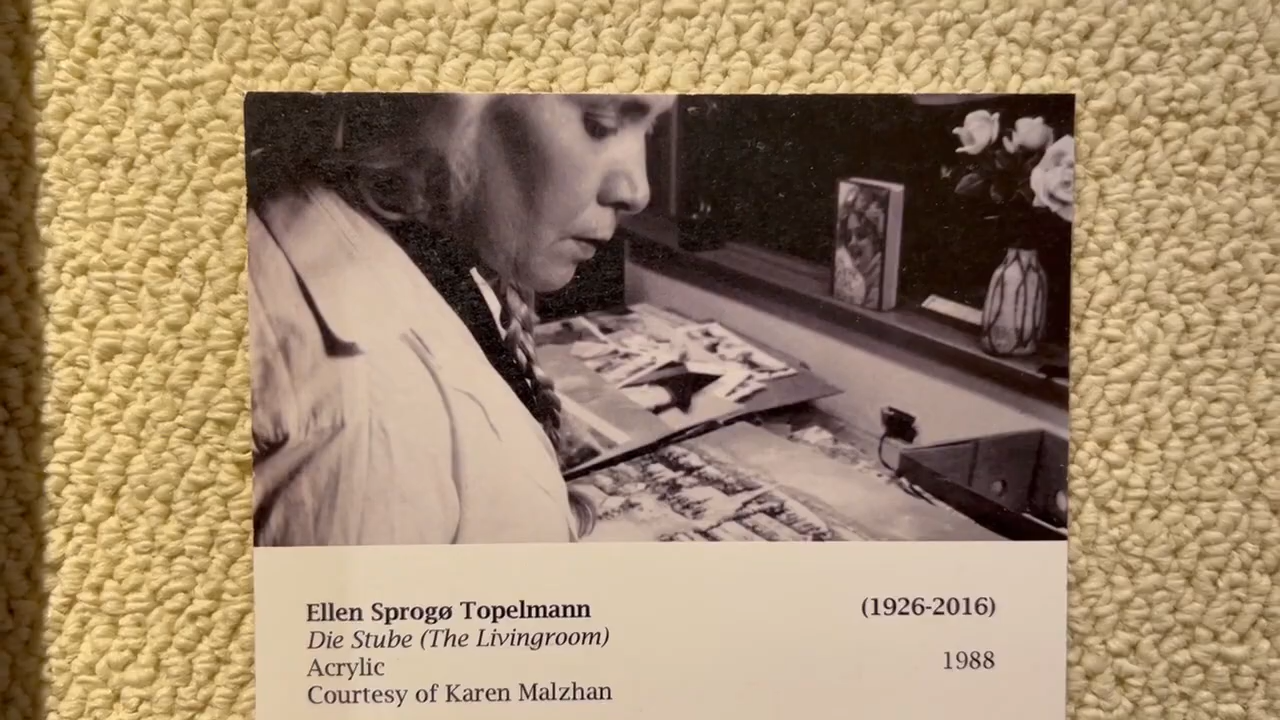 Ellen Sprogø Topelmann (1926-2016)
Die Stube (The Livingroom)
Acrylic 1988
Courtesy of Karen Malzhan